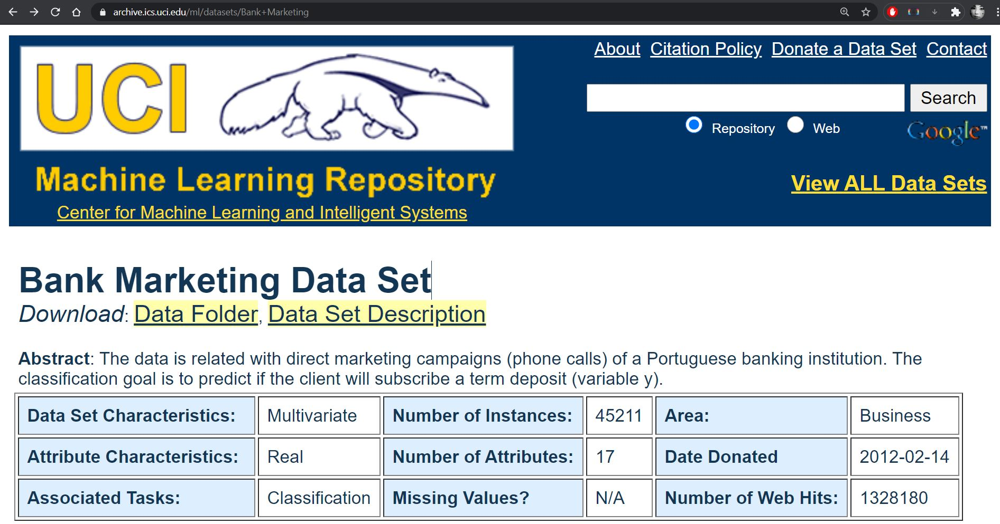 archive.ics.uci.edu/ml/datasets/Bank+Marketing
About Citation Policy Donate a Data Set Contact
UCI
Search
Repository Web Google™
Machine Learning Repository
View ALL Data Sets
Center for Machine Learning and Intelligent Systems
Bank Marketing Data Set
Download: Data Folder, Data Set Description
Abstract: The data is related with direct marketing campaigns (phone calls) of a Portuguese banking institution. The
classification goal is to predict if the client will subscribe a term deposit (variable y).
Data Set Characteristics: Multivariate Number of Instances: 45211 Area: Business
Attribute Characteristics: Real Number of Attributes: 17 Date Donated 2012-02-14
Associated Tasks: Classification Missing Values? N/A Number of Web Hits: 1328180